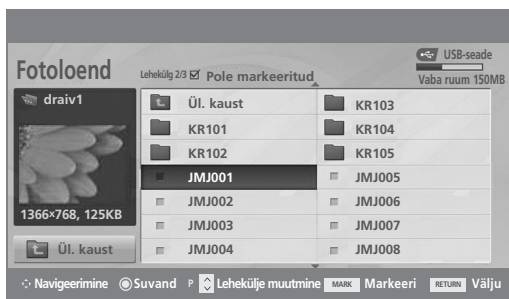 USB-seade
Fotoloend
Lehekülg 2/3 Pole markeeritud
Vaba ruum 150MB
draiv1
Ül. kaust
KR103
KR101
KR104
KR102
KR105
JMJ001
JMJ005
JMJ002
JMJ006
JMJ003
JMJ007
JMJ004
JMJ008
1366×768, 125KB
Ül. kaust
Navigeerimine Suvand P Lehekülje muutmine MARK Markeeri RETURN Välju